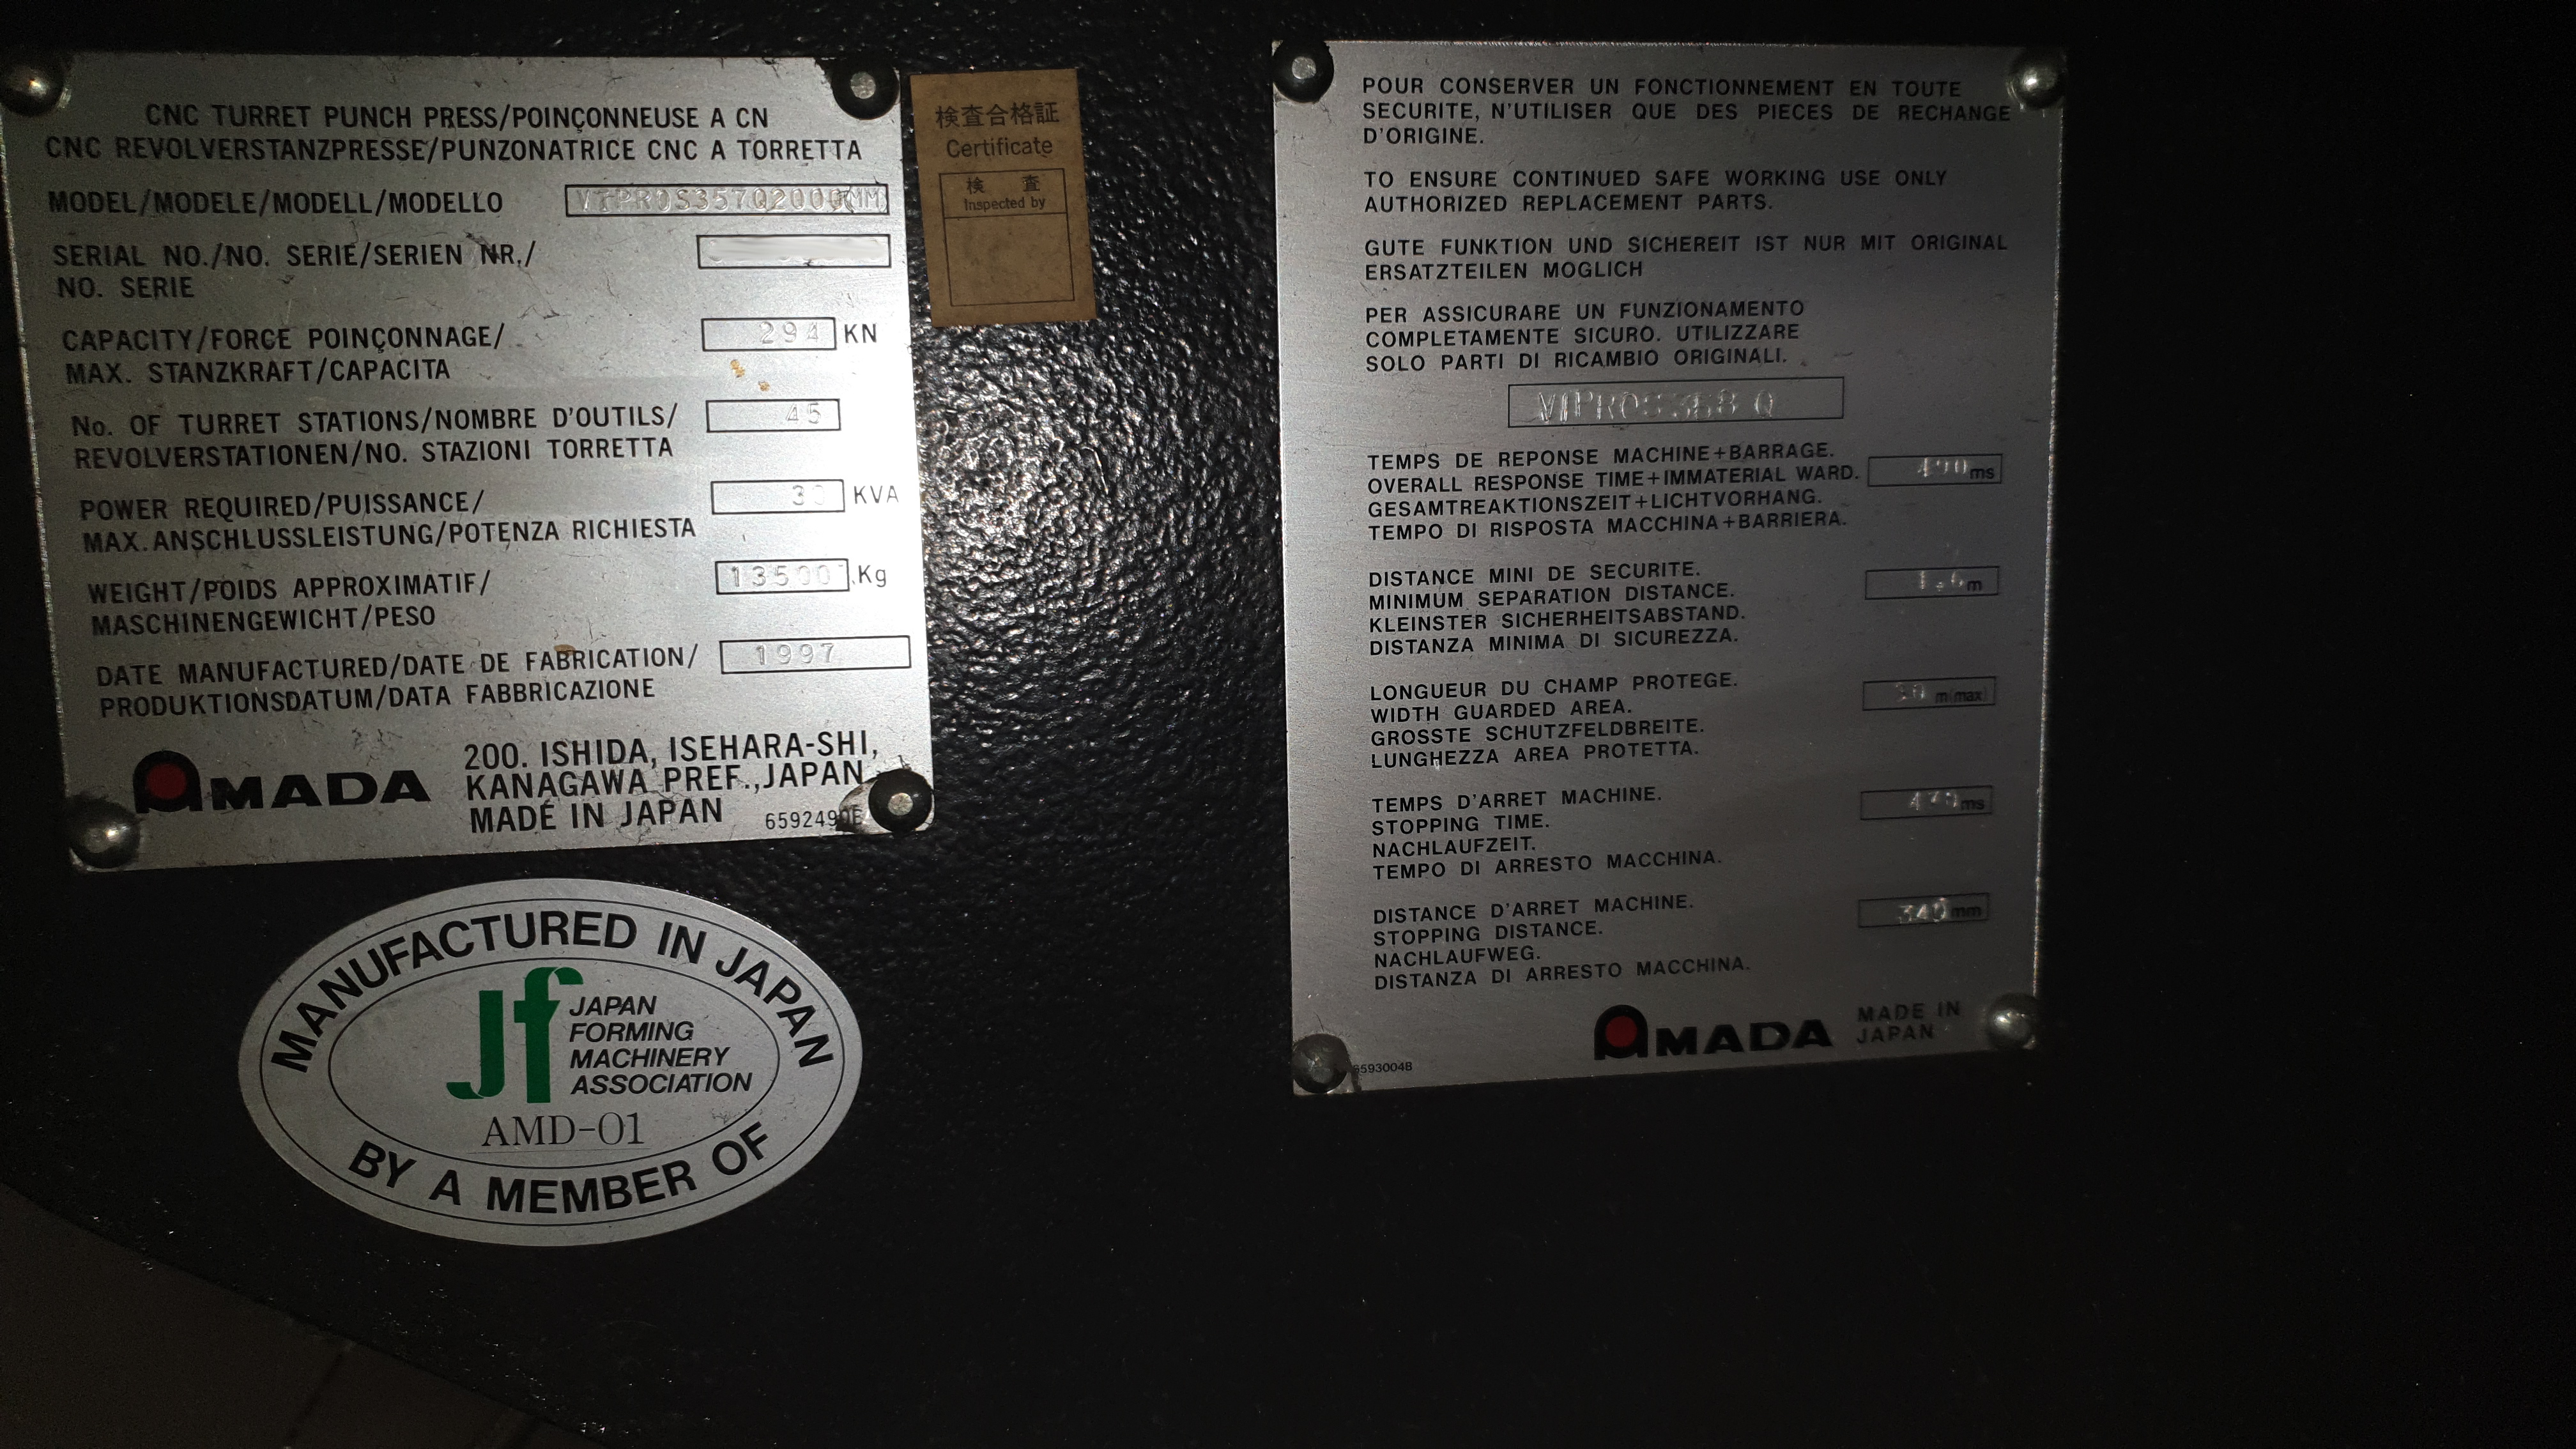 CNC TURRET PUNCH PRESS/POINÇONNEUSE A CN
CNC REVOLVERSTANZPRESSE/PUNZONATRICE CNC A TORRETTA
MODEL/MODELE/MODELL/MODELLO
SERIAL NO./NO. SERIE/SERIEN NR./
NO. SERIE
CAPACITY/FORCE POINÇONNAGE/ 294 KN
MAX. STANZKRAFT/CAPACITA
No. OF TURRET STATIONS/NOMBRE D'OUTILS/ 45
REVOLVERSTATIONEN/NO. STAZIONI TORRETTA
POWER REQUIRED/PUISSANCE/ KVA
MAX. ANSCHLUSSLEISTUNG/POTENZA RICHIESTA
WEIGHT/POIDS APPROXIMATIF/ 13500 Kg
MASCHINENGEWICHT/PESO
DATE MANUFACTURED/DATE DE FABRICATION/ 1997
PRODUKTIONSDATUM/DATA FABBRICAZIONE
AMADA
200. ISHIDA, ISEHARA-SHI,
KANAGAWA PREF., JAPAN
MADE IN JAPAN
検査合格証
Certificate
検 査
Inspected by
MANUFACTURED IN JAPAN
Jf
JAPAN
FORMING
MACHINERY
ASSOCIATION
AMD-01
BY A MEMBER OF
POUR CONSERVER UN FONCTIONNEMENT EN TOUTE
SECURITE, N'UTILISER QUE DES PIECES DE RECHANGE
D'ORIGINE.
TO ENSURE CONTINUED SAFE WORKING USE ONLY
AUTHORIZED REPLACEMENT PARTS.
GUTE FUNKTION UND SICHEREIT IST NUR MIT ORIGINAL
ERSATZTEILEN MOGLICH
PER ASSICURARE UN FUNZIONAMENTO
COMPLETAMENTE SICURO. UTILIZZARE
SOLO PARTI DI RICAMBIO ORIGINALI.
TEMPS DE REPONSE MACHINE+BARRAGE.
OVERALL RESPONSE TIME+IMMATERIAL WARD. ms
GESAMTREAKTIONSZEIT+LICHTVORHANG.
TEMPO DI RISPOSTA MACCHINA+BARRIERA.
DISTANCE MINI DE SECURITE.
MINIMUM SEPARATION DISTANCE. m
KLEINSTER SICHERHEITSABSTAND.
DISTANZA MINIMA DI SICUREZZA.
LONGUEUR DU CHAMP PROTEGE.
WIDTH GUARDED AREA. m(max)
GROSSTE SCHUTZFELDBREITE.
LUNGHEZZA AREA PROTETTA.
TEMPS D'ARRET MACHINE.
STOPPING TIME. ms
NACHLAUFZEIT.
TEMPO DI ARRESTO MACCHINA.
DISTANCE D'ARRET MACHINE. 340 mm
STOPPING DISTANCE.
NACHLAUFWEG.
DISTANZA DI ARRESTO MACCHINA.
AMADA
MADE IN
JAPAN